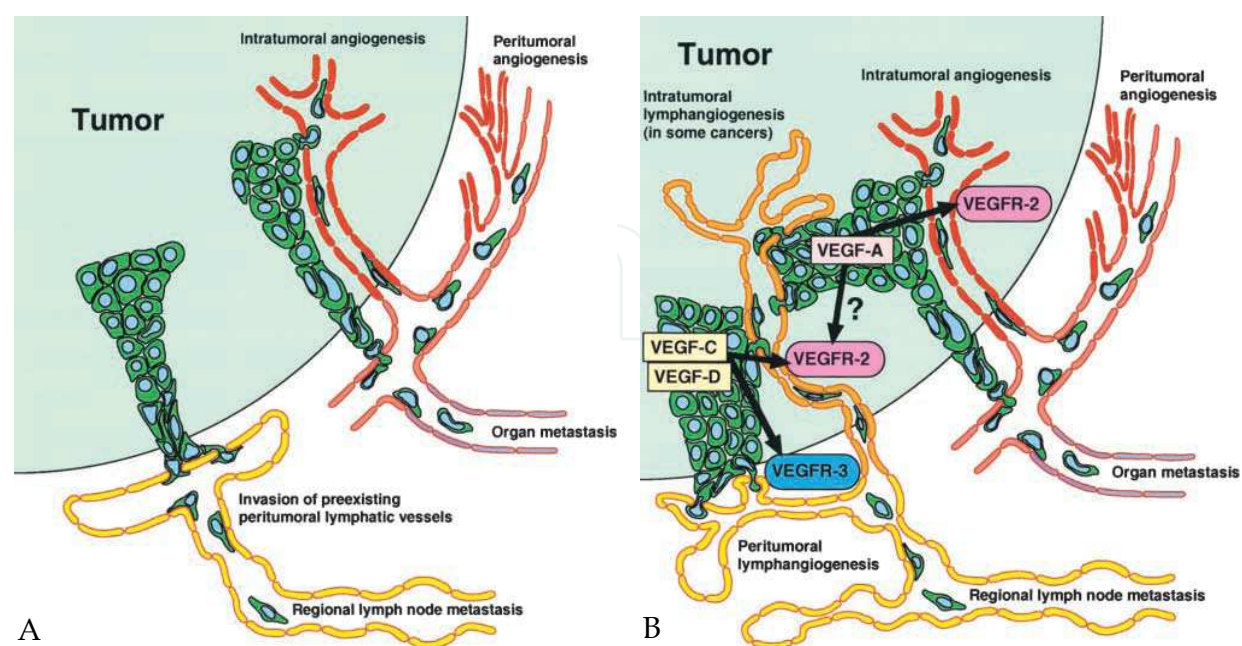 Intratumoral angiogenesis
Peritumoral
angiogenesis
Tumor
Organ metastasis
Invasion of preexisting
peritumoral lymphatic vessels
Regional lymph node metastasis
A
Tumor
Intratumoral angiogenesis
Peritumoral
angiogenesis
Intratumoral
lymphangiogenesis
(in some cancers)
VEGFR-2
VEGF-A
?
VEGF-C
VEGFR-2
VEGF-D
VEGFR-3
Organ metastasis
Peritumoral
lymphangiogenesis
Regional lymph node metastasis
B